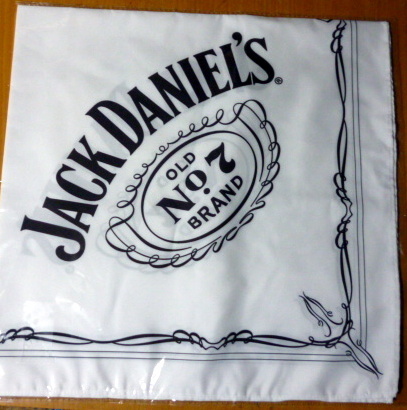 JACK DANIEL'S®
OLD
No. 7
BRAND